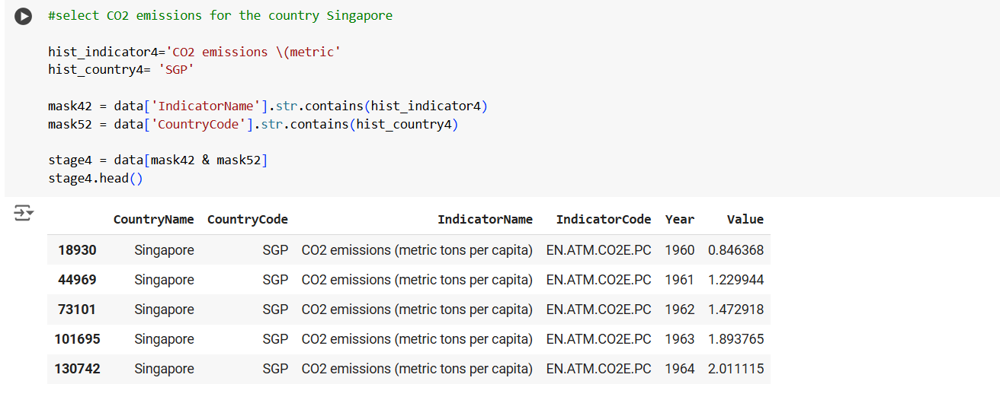 #select CO2 emissions for the country Singapore
hist_indicator4='CO2 emissions \(metric'
hist_country4= 'SGP'
mask42 = data['IndicatorName'].str.contains(hist_indicator4)
mask52 = data['CountryCode'].str.contains(hist_country4)
stage4 = data[mask42 & mask52]
stage4.head()
CountryName CountryCode IndicatorName IndicatorCode Year Value
18930 Singapore SGP CO2 emissions (metric tons per capita) EN.ATM.CO2E.PC 1960 0.846368
44969 Singapore SGP CO2 emissions (metric tons per capita) EN.ATM.CO2E.PC 1961 1.229944
73101 Singapore SGP CO2 emissions (metric tons per capita) EN.ATM.CO2E.PC 1962 1.472918
101695 Singapore SGP CO2 emissions (metric tons per capita) EN.ATM.CO2E.PC 1963 1.893765
130742 Singapore SGP CO2 emissions (metric tons per capita) EN.ATM.CO2E.PC 1964 2.011115